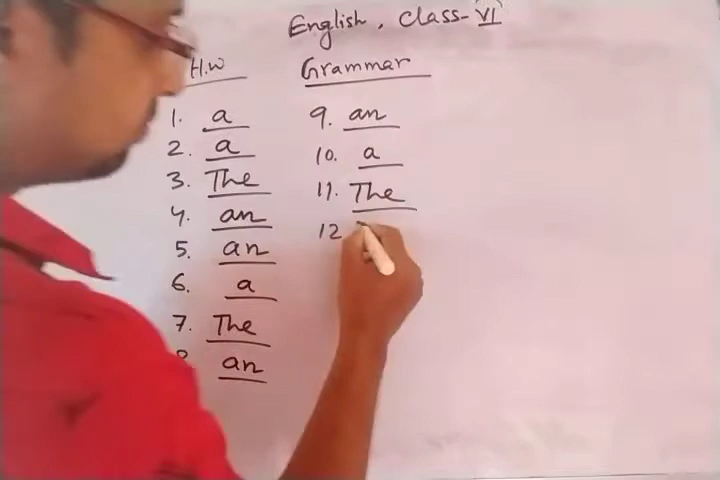 English, Class-VI
H.W
Grammar
1. a
2. a
3. The
4. an
5. an
6. a
7. The
8. an
9. an
10. a
11. The
12